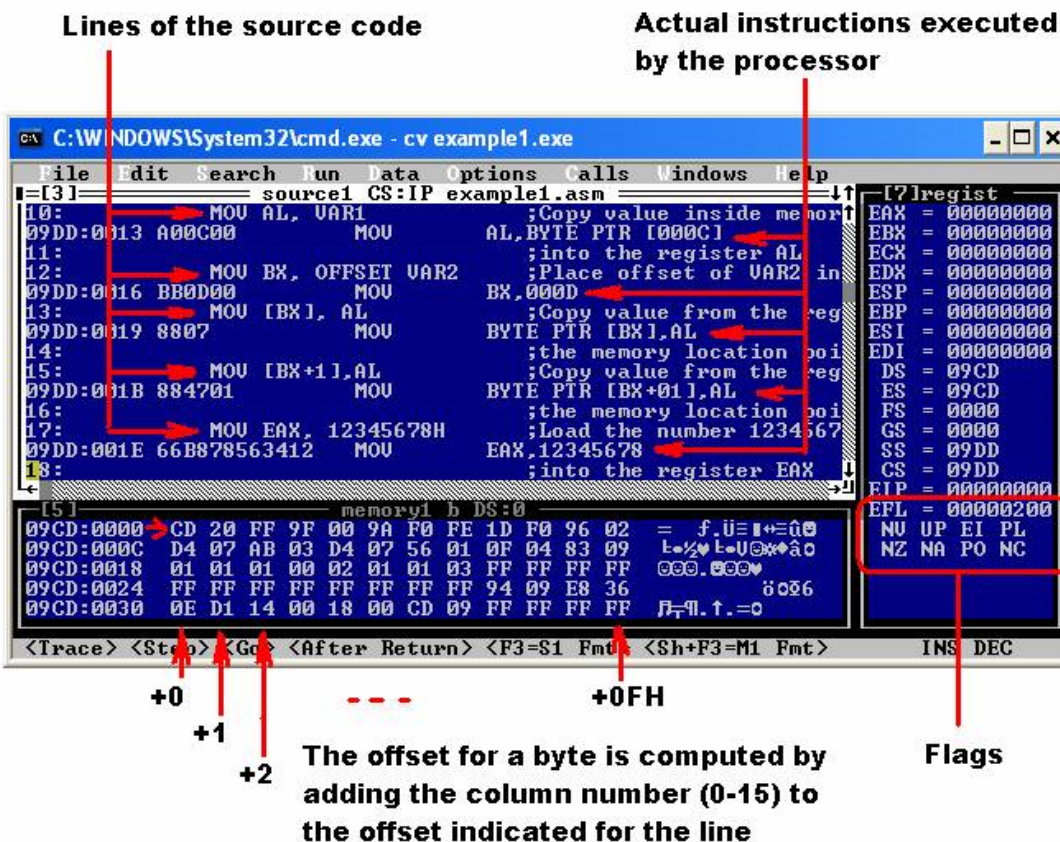 Lines of the source code
Actual instructions executed
by the processor
C:\WINDOWS\System32\cmd.exe - cv example1.exe
File Edit Search Run Data Options Calls Windows Help
[3] source1 CS:IP example1.asm
10: MOV AL, VAR1 ;Copy value inside memor
09DD:0013 A00C00 MOV AL,BYTE PTR [000C]
11: ;into the register AL
12: MOV BX, OFFSET VAR2 ;Place offset of VAR2 in
09DD:0016 BB0D00 MOV BX,000D
13: MOV [BX], AL ;Copy value from the reg
09DD:0019 8807 MOV BYTE PTR [BX],AL
14: ;the memory location poi
15: MOV [BX+1],AL ;Copy value from the reg
09DD:001B 884701 MOV BYTE PTR [BX+01],AL
16: ;the memory location poi
17: MOV EAX, 12345678H ;Load the number 1234567
09DD:001E 66B878563412 MOV EAX,12345678
18: ;into the register EAX
[7]regist
EAX = 00000000
EBX = 00000000
ECX = 00000000
EDX = 00000000
ESP = 00000000
EBP = 00000000
ESI = 00000000
EDI = 00000000
DS = 09CD
ES = 09CD
FS = 0000
GS = 0000
SS = 09DD
CS = 09DD
EIP = 00000000
EFL = 00000200
NV UP EI PL
NZ NA PO NC
[5] memory1 b DS:0
09CD:0000 CD 20 FF 9F 00 9A F0 FE 1D F0 96 02
09CD:000C D4 07 AB 03 D4 07 56 01 0F 04 83 09
09CD:0018 01 01 01 00 02 01 01 03 FF FF FF FF
09CD:0024 FF FF FF FF FF FF FF FF 94 09 E8 36
09CD:0030 0E D1 14 00 18 00 CD 09 FF FF FF FF
<Trace> <Step> <Go> <After Return> <F3=S1 Fmt> <Sh+F3=M1 Fmt> INS DEC
+0 - - - +0FH
+1
+2
The offset for a byte is computed by
adding the column number (0-15) to
the offset indicated for the line
Flags